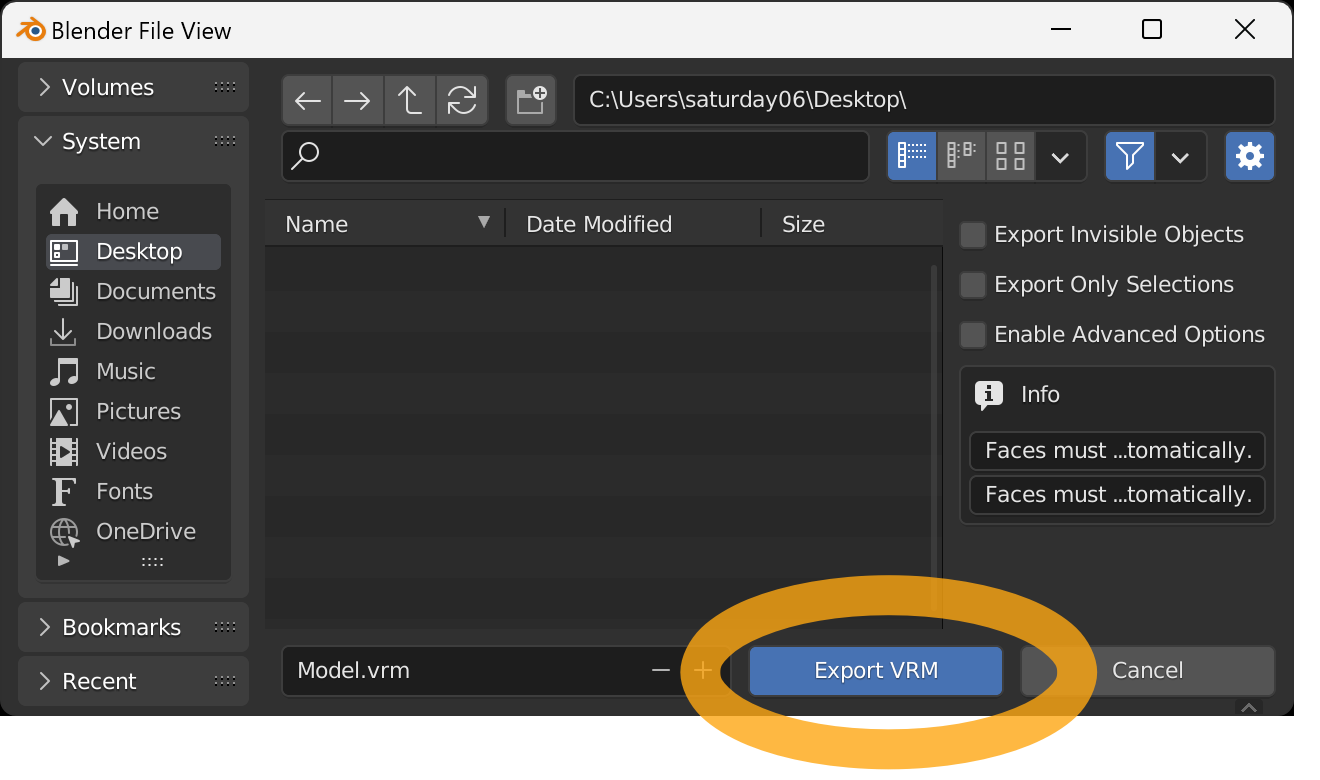 Blender File View
Volumes
System
Home
Desktop
Documents
Downloads
Music
Pictures
Videos
Fonts
OneDrive
Bookmarks
Recent
C:\Users\saturday06\Desktop\
Name
Date Modified
Size
Export Invisible Objects
Export Only Selections
Enable Advanced Options
Info
Faces must ...tomatically.
Faces must ...tomatically.
Model.vrm
Export VRM
Cancel